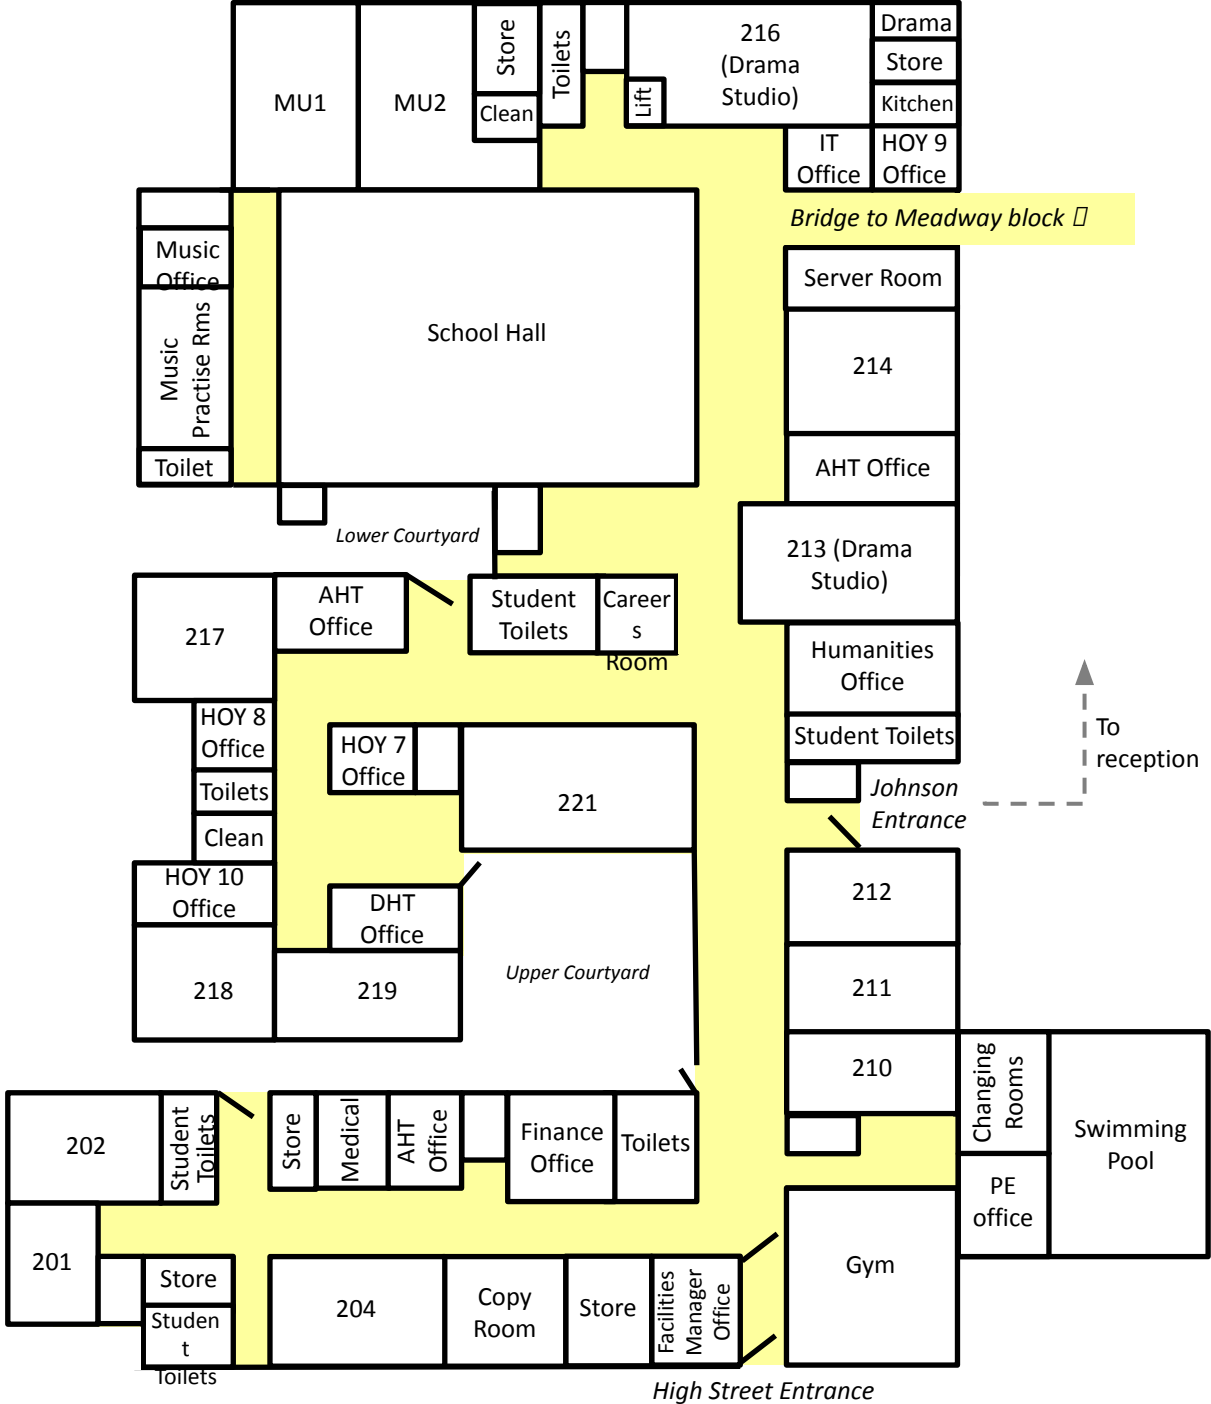 216
(Drama
Studio)
Drama
Store
Kitchen
Store
Clean
Toilets
Lift
MU1
MU2
IT
Office
HOY 9
Office
Bridge to Meadway block
Music
Office
Music
Practise Rms
Toilet
School Hall
Server Room
214
AHT Office
Lower Courtyard
213 (Drama
Studio)
217
AHT
Office
Student
Toilets
Career
s
Room
Humanities
Office
HOY 8
Office
Toilets
Clean
HOY 10
Office
HOY 7
Office
221
Student Toilets
To
reception
Johnson
Entrance
DHT
Office
218
219
Upper Courtyard
212
211
210
Changing
Rooms
Swimming
Pool
PE
office
202
Student
Toilets
Store
Medical
AHT
Office
Finance
Office
Toilets
201
Store
Studen
t
Toilets
204
Copy
Room
Store
Facilities
Manager
Office
Gym
High Street Entrance